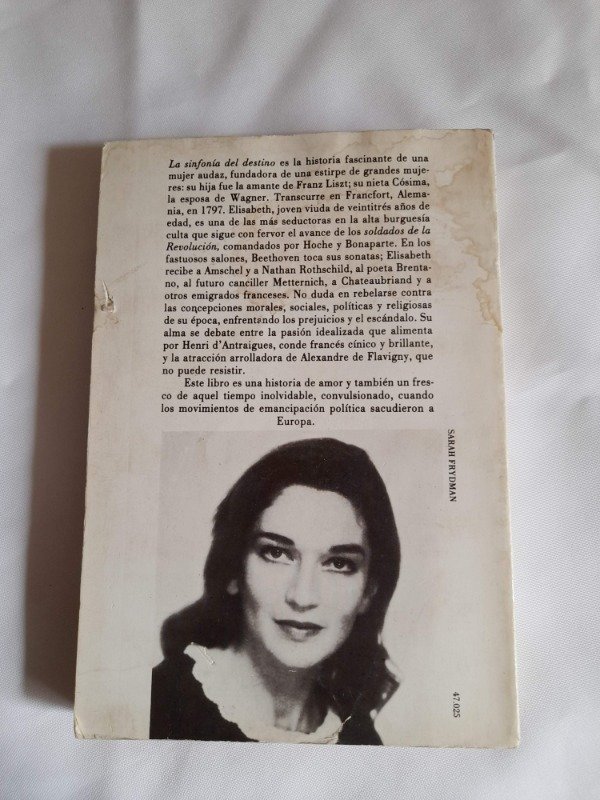 La sinfonía del destino es la historia fascinante de una
mujer audaz, fundadora de una estirpe de grandes muje-
res: su hija fue la amante de Franz Liszt; su nieta Cósima,
la esposa de Wagner. Transcurre en Francfort, Alema-
nia, en 1797. Elisabeth, joven viuda de veintitrés años de
edad, es una de las más seductoras en la alta burguesía
culta que sigue con fervor el avance de los soldados de la
Revolución, comandados por Hoche y Bonaparte. En los
fastuosos salones, Beethoven toca sus sonatas; Elisabeth
recibe a Amschel y a Nathan Rothschild, al poeta Brenta-
no, al futuro canciller Metternich, a Chateaubriand y a
otros emigrados franceses. No duda en rebelarse contra
las concepciones morales, sociales, políticas y religiosas
de su época, enfrentando los prejuicios y el escándalo. Su
alma se debate entre la pasión idealizada que alimenta
por Henri d'Antraigues, conde francés cínico y brillante,
y la atracción arrolladora de Alexandre de Flavigny, que
no puede resistir.
Este libro es una historia de amor y también un fres-
co de aquel tiempo inolvidable, convulsionado, cuando
los movimientos de emancipación política sacudieron a
Europa.
SARAH FRYDMAN
47.025